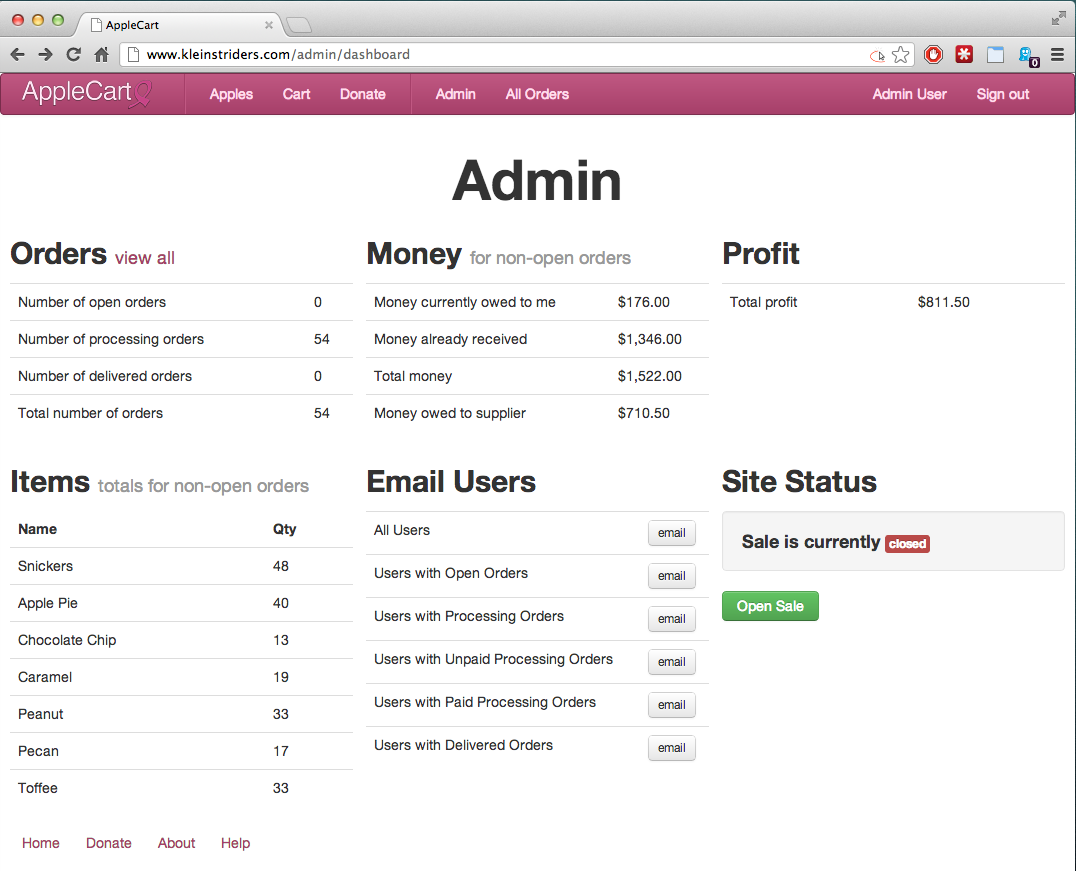 AppleCart
www.kleinstriders.com/admin/dashboard
0
AppleCart Apples Cart Donate Admin All Orders Admin User Sign out
Admin
Orders view all
Number of open orders 0
Number of processing orders 54
Number of delivered orders 0
Total number of orders 54
Money for non-open orders
Money currently owed to me $176.00
Money already received $1,346.00
Total money $1,522.00
Money owed to supplier $710.50
Profit
Total profit $811.50
Items totals for non-open orders
Name Qty
Snickers 48
Apple Pie 40
Chocolate Chip 13
Caramel 19
Peanut 33
Pecan 17
Toffee 33
Email Users
All Users email
Users with Open Orders email
Users with Processing Orders email
Users with Unpaid Processing Orders email
Users with Paid Processing Orders email
Users with Delivered Orders email
Site Status
Sale is currently closed
Open Sale
Home Donate About Help